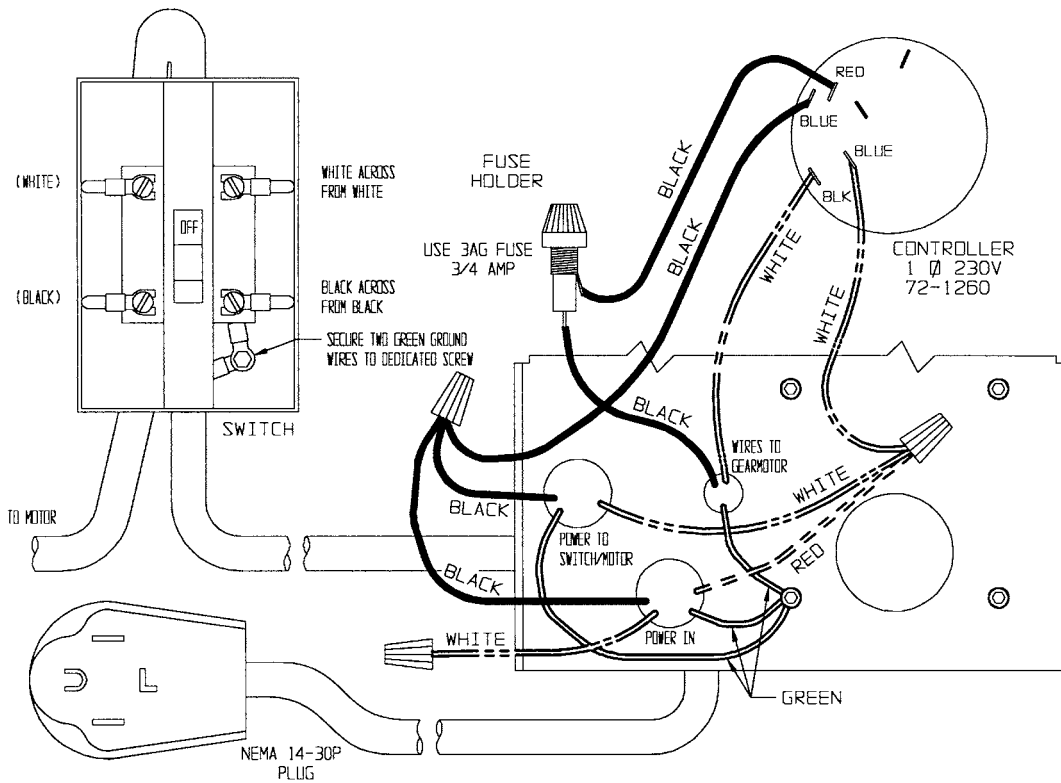 RED
BLUE
BLUE
BLK
BLACK
BLACK
FUSE
HOLDER
(WHITE)
WHITE ACROSS
FROM WHITE
OFF
USE 3AG FUSE
3/4 AMP
WHITE
WHITE
CONTROLLER
1 Ø 230V
72-1260
(BLACK)
BLACK ACROSS
FROM BLACK
SECURE TWO GREEN GROUND
WIRES TO DEDICATED SCREW
SWITCH
BLACK
WIRES TO
GEARMOTOR
WHITE
TO MOTOR
BLACK
POWER TO
SWITCH/MOTOR
RED
BLACK
POWER IN
WHITE
GREEN
NEMA 14-30P
PLUG